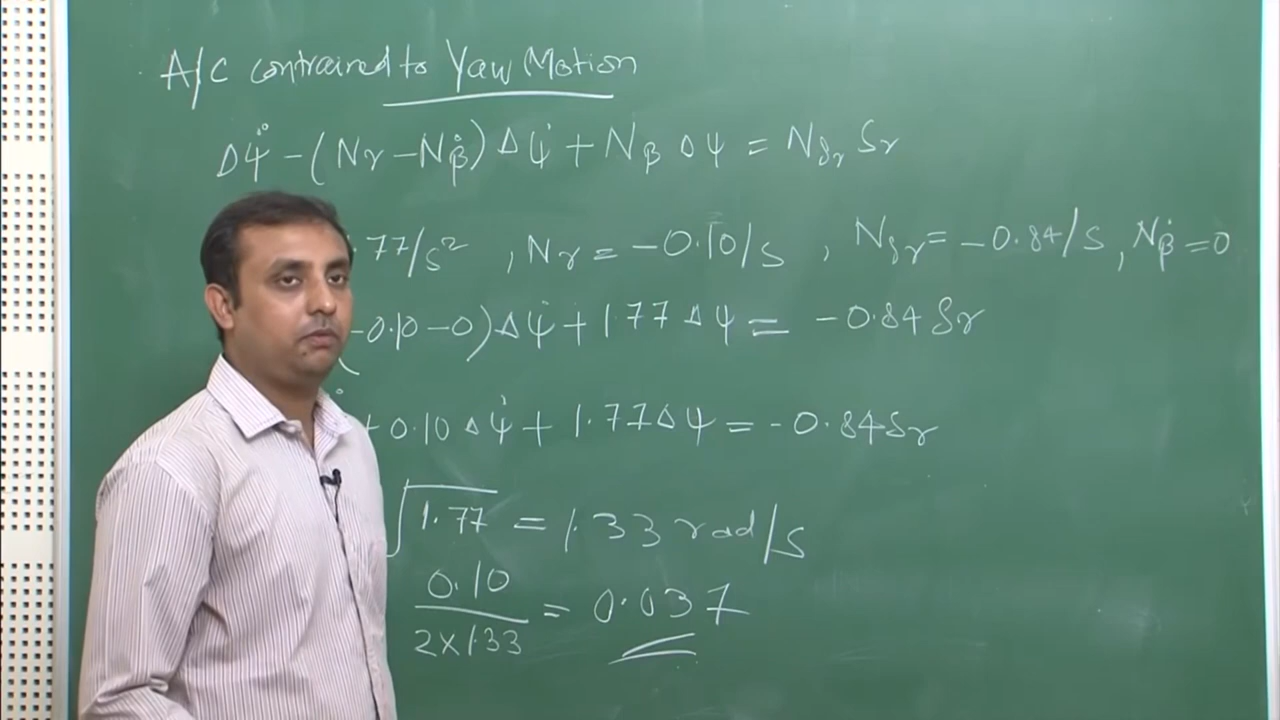 A/C contrained to Yaw Motion
Δψ̈ - (Nr - Nβ̇) Δψ̇ + Nβ Δψ = Nδr δr
.77/s² , Nr = -0.10/s , Nδr = -0.84/s , Nβ̇ = 0
-0.10 - 0) Δψ̇ + 1.77 Δψ = -0.84 δr
+ 0.10 Δψ̇ + 1.77 Δψ = -0.84 δr
√1.77 = 1.33 rad/s
0.10
2×1.33 = 0.037